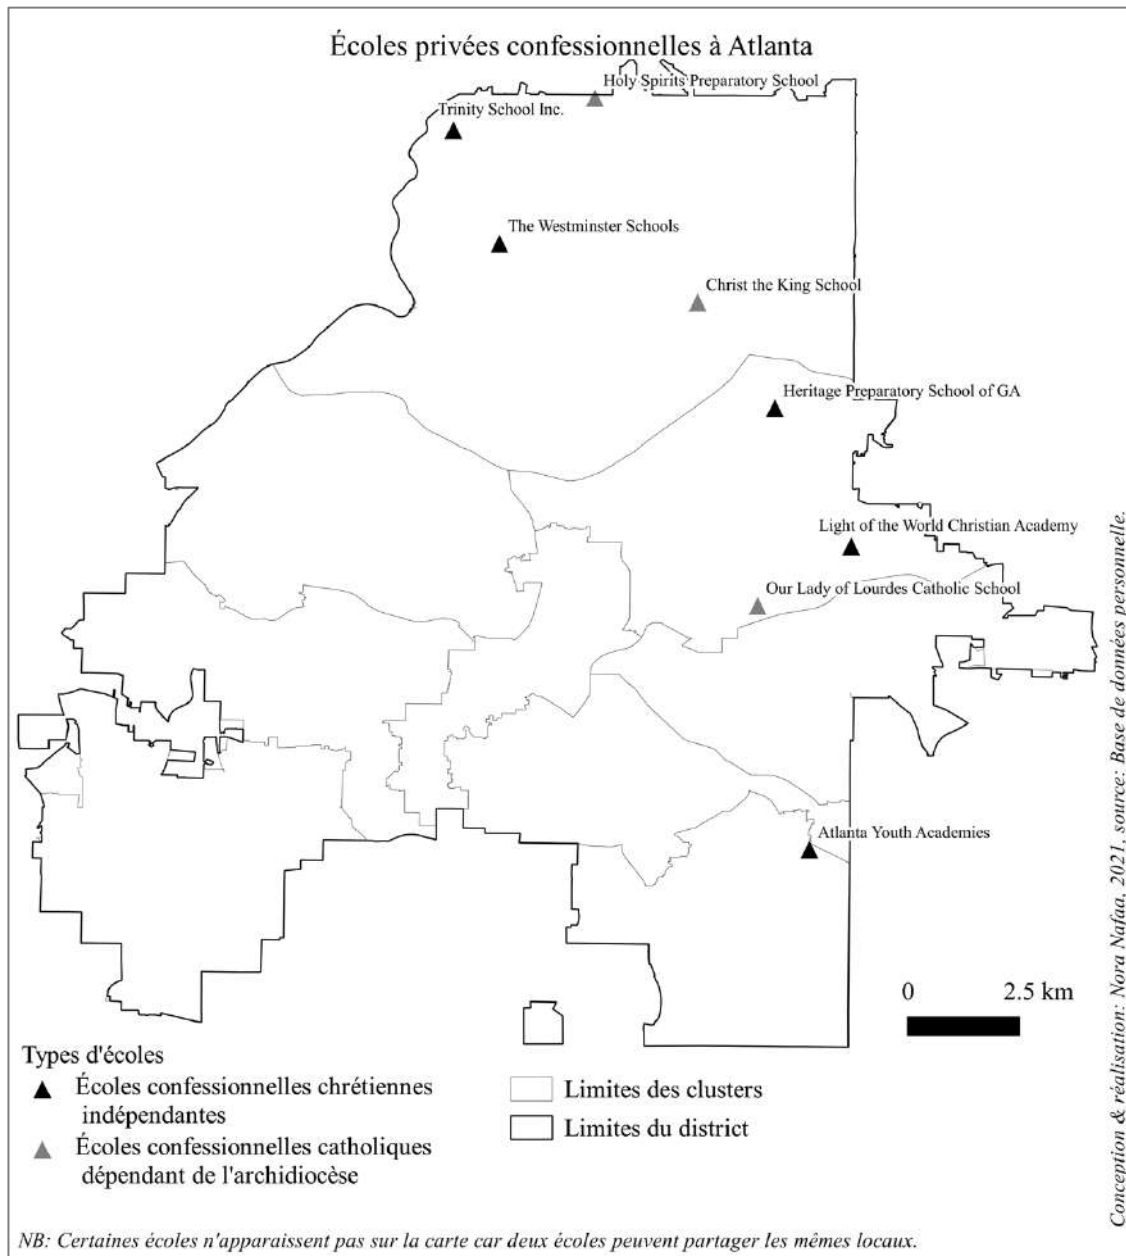 Écoles privées confessionnelles à Atlanta
Holy Spirits Preparatory School
Trinity School Inc.
The Westminster Schools
Christ the King School
Heritage Preparatory School of GA
Light of the World Christian Academy
Our Lady of Lourdes Catholic School
Atlanta Youth Academies
0 2.5 km
Types d'écoles
Écoles confessionnelles chrétiennes
indépendantes
Écoles confessionnelles catholiques
dépendant de l'archidiocèse
Limites des clusters
Limites du district
Conception & réalisation: Nora Nafaa, 2021, source: Base de données personnelle.
NB: Certaines écoles n'apparaissent pas sur la carte car deux écoles peuvent partager les mêmes locaux.